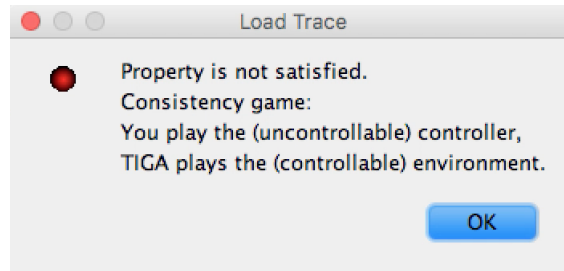 Load Trace
Property is not satisfied.
Consistency game:
You play the (uncontrollable) controller,
TIGA plays the (controllable) environment.
OK